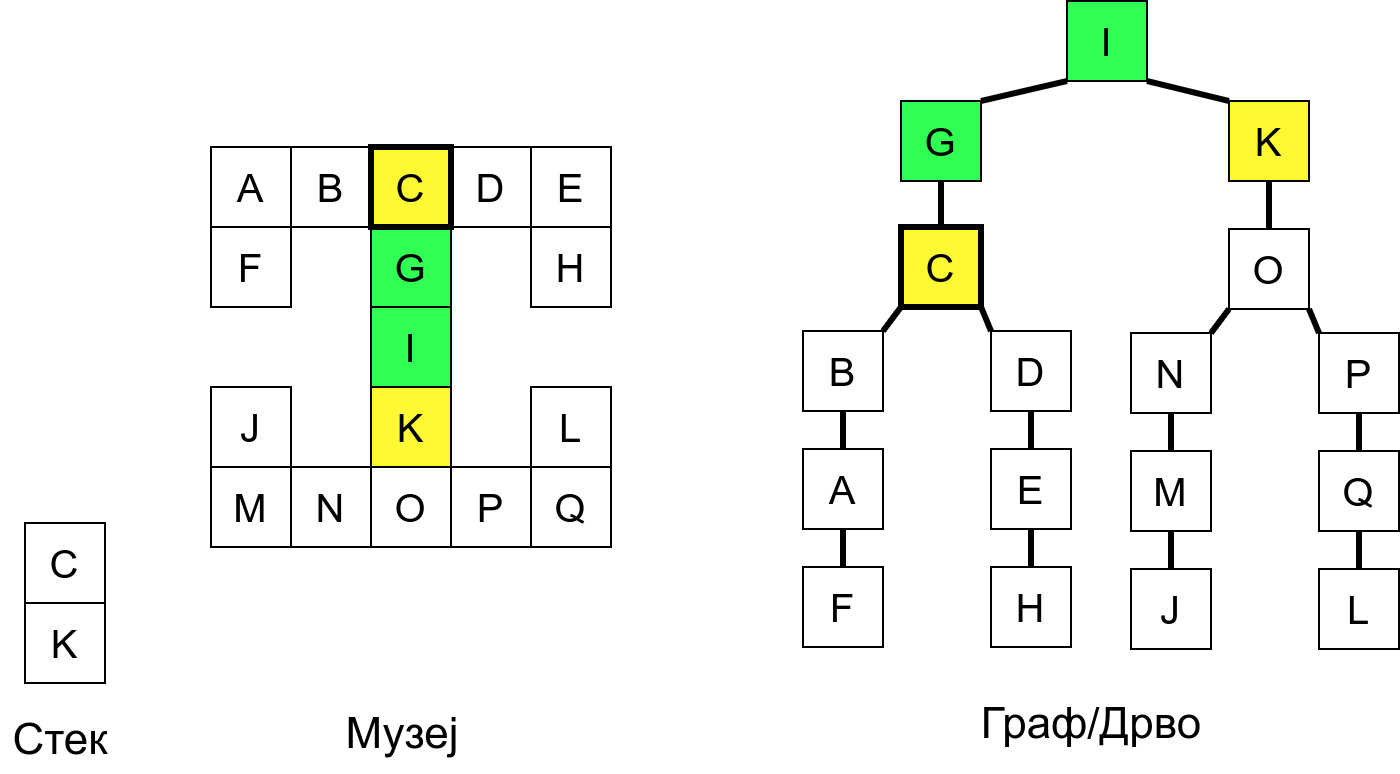 I
G K
A B C D E
F G H
C O
I
B D N P
J K L
A E M Q
M N O P Q
C
F H J L
K
Стек
Музеј
Граф/Дрво